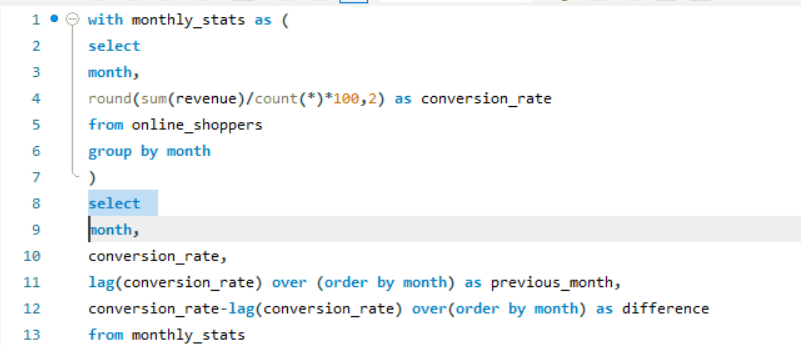 1 with monthly_stats as (
2 select
3 month,
4 round(sum(revenue)/count(*)*100,2) as conversion_rate
5 from online_shoppers
6 group by month
7 )
8 select
9 month,
10 conversion_rate,
11 lag(conversion_rate) over (order by month) as previous_month,
12 conversion_rate-lag(conversion_rate) over(order by month) as difference
13 from monthly_stats